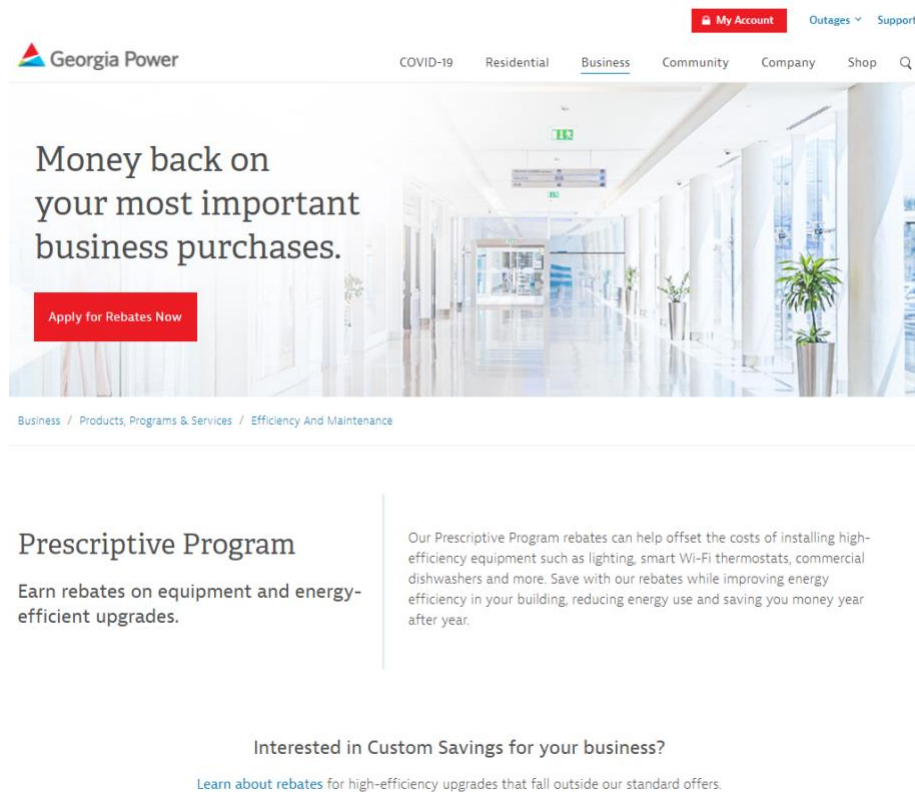 My Account Outages Support
Georgia Power
COVID-19 Residential Business Community Company Shop
Money back on
your most important
business purchases.
Apply for Rebates Now
Business / Products, Programs & Services / Efficiency And Maintenance
Prescriptive Program
Earn rebates on equipment and energy-
efficient upgrades.
Our Prescriptive Program rebates can help offset the costs of installing high-
efficiency equipment such as lighting, smart Wi-Fi thermostats, commercial
dishwashers and more. Save with our rebates while improving energy
efficiency in your building, reducing energy use and saving you money year
after year.
Interested in Custom Savings for your business?
Learn about rebates for high-efficiency upgrades that fall outside our standard offers.